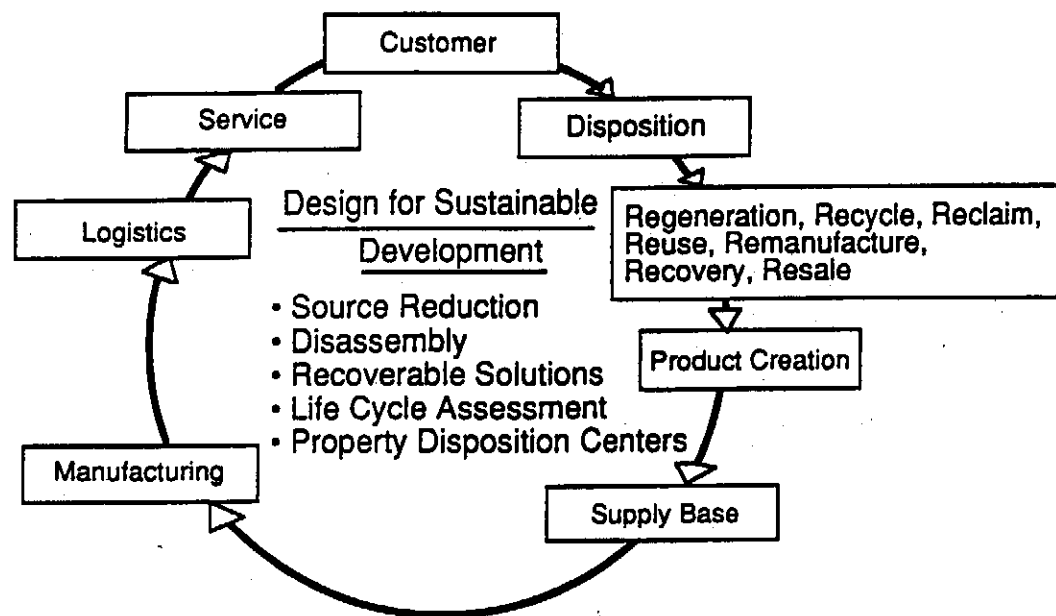 Customer
Service
Disposition
Logistics
Design for Sustainable
Development
Regeneration, Recycle, Reclaim,
Reuse, Remanufacture,
Recovery, Resale
• Source Reduction
• Disassembly
• Recoverable Solutions
• Life Cycle Assessment
• Property Disposition Centers
Product Creation
Manufacturing
Supply Base